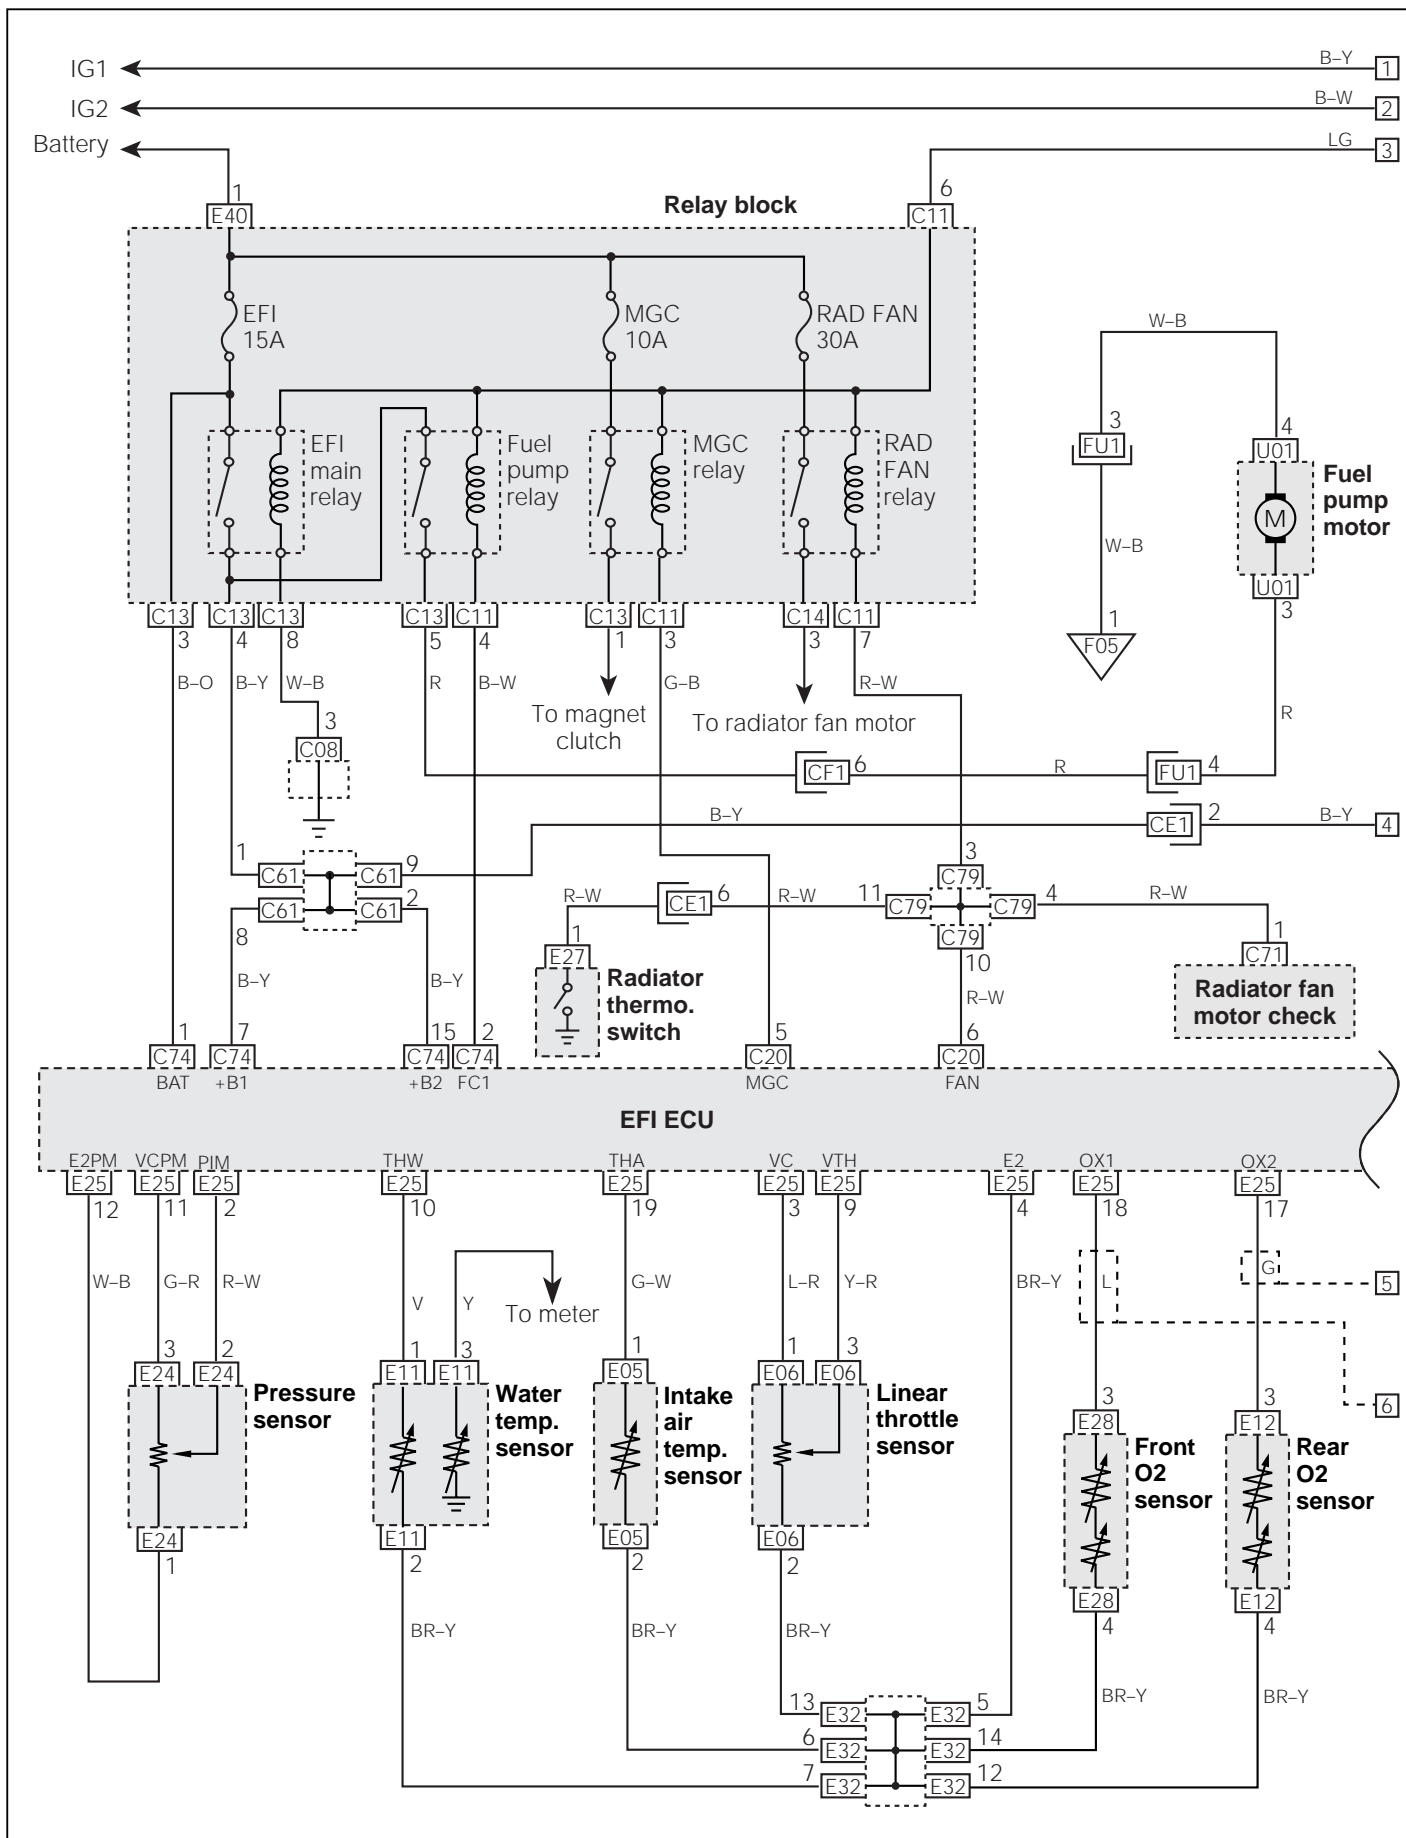 IG1
B–Y
1
IG2
B–W
2
Battery
LG
3
1
6
E40
Relay block
C11
EFI
15A
MGC
10A
RAD FAN
30A
W–B
3
FU1
4
U01
EFI
main
relay
Fuel
pump
relay
MGC
relay
RAD
FAN
relay
M
Fuel
pump
motor
W–B
U01
3
1
F05
C13
C13
C13
C13
C11
C13
C11
C14
C11
3
4
8
5
4
1
3
3
7
B–O
B–Y
W–B
R
B–W
G–B
R–W
R
To magnet
clutch
To radiator fan motor
3
C08
CF1
6
R
FU1
4
B–Y
CE1
2
B–Y
4
1
C61
C61
9
C61
C61
2
8
3
C79
R–W
CE1
6
R–W
11
C79
C79
4
R–W
C79
10
1
E27
1
C71
B–Y
B–Y
Radiator
thermo.
switch
R–W
Radiator fan
motor check
1
7
15
2
5
6
C74
C74
C74
C74
C20
C20
BAT
+B1
+B2
FC1
MGC
FAN
EFI ECU
E2PM
VCPM
PIM
THW
THA
VC
VTH
E2
OX1
OX2
E25
E25
E25
E25
E25
E25
E25
E25
E25
E25
12
11
2
10
19
3
9
4
18
17
W–B
G–R
R–W
V
Y
To meter
G–W
L–R
Y–R
BR–Y
L
G
5
3
2
1
3
1
1
3
E24
E24
E11
E11
E05
E06
E06
Pressure
sensor
Water
temp.
sensor
Intake
air
temp.
sensor
Linear
throttle
sensor
6
3
3
E28
E12
Front
O2
sensor
Rear
O2
sensor
E24
1
E11
2
E05
2
E06
2
E28
4
E12
4
BR–Y
BR–Y
BR–Y
BR–Y
BR–Y
13
E32
E32
5
6
E32
E32
14
7
E32
E32
12